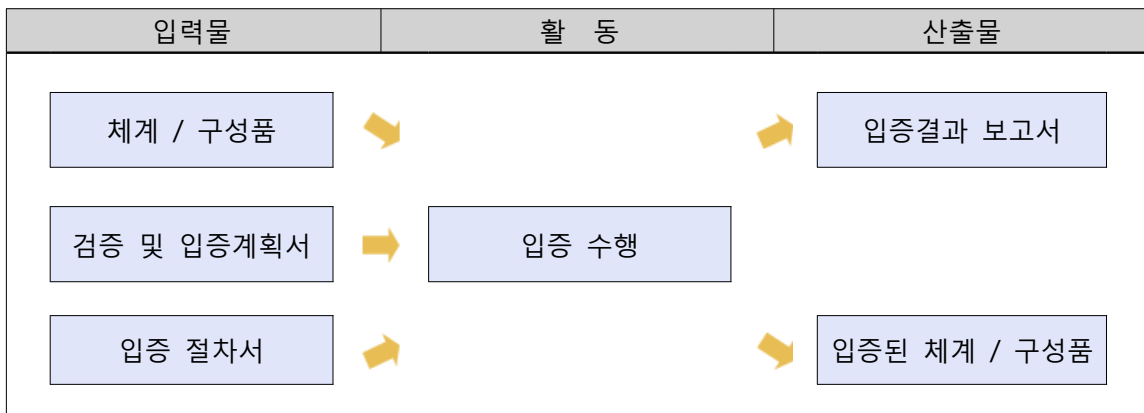 입력물 활 동 산출물
체계 / 구성품 입증결과 보고서
검증 및 입증계획서 입증 수행
입증 절차서 입증된 체계 / 구성품